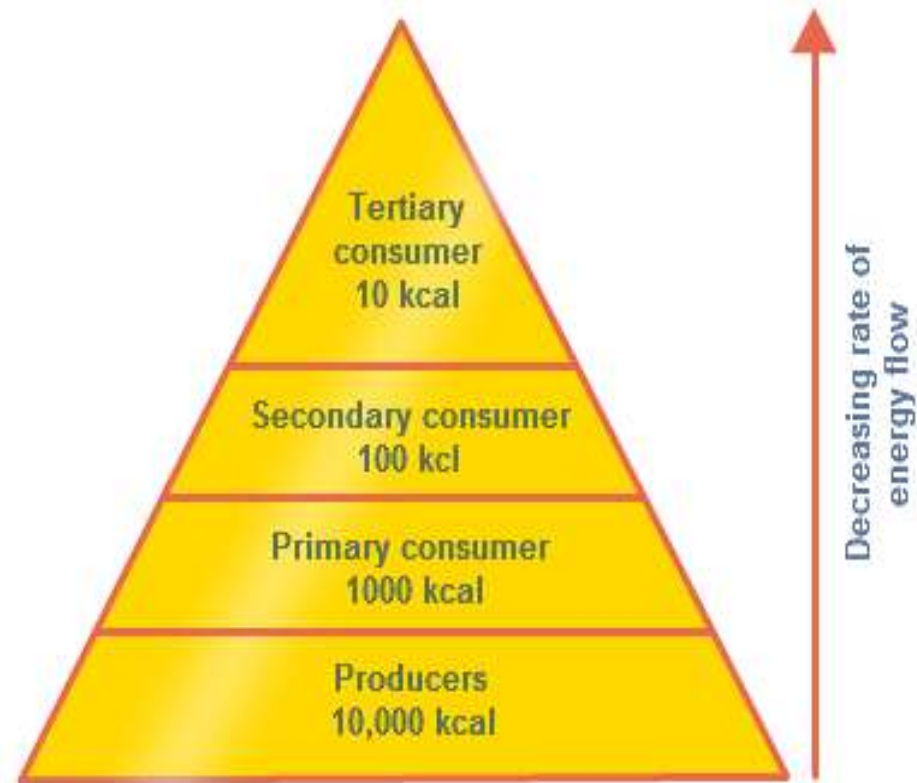 Tertiary
consumer
10 kcal
Secondary consumer
100 kcl
Primary consumer
1000 kcal
Producers
10,000 kcal
Decreasing rate of
energy flow